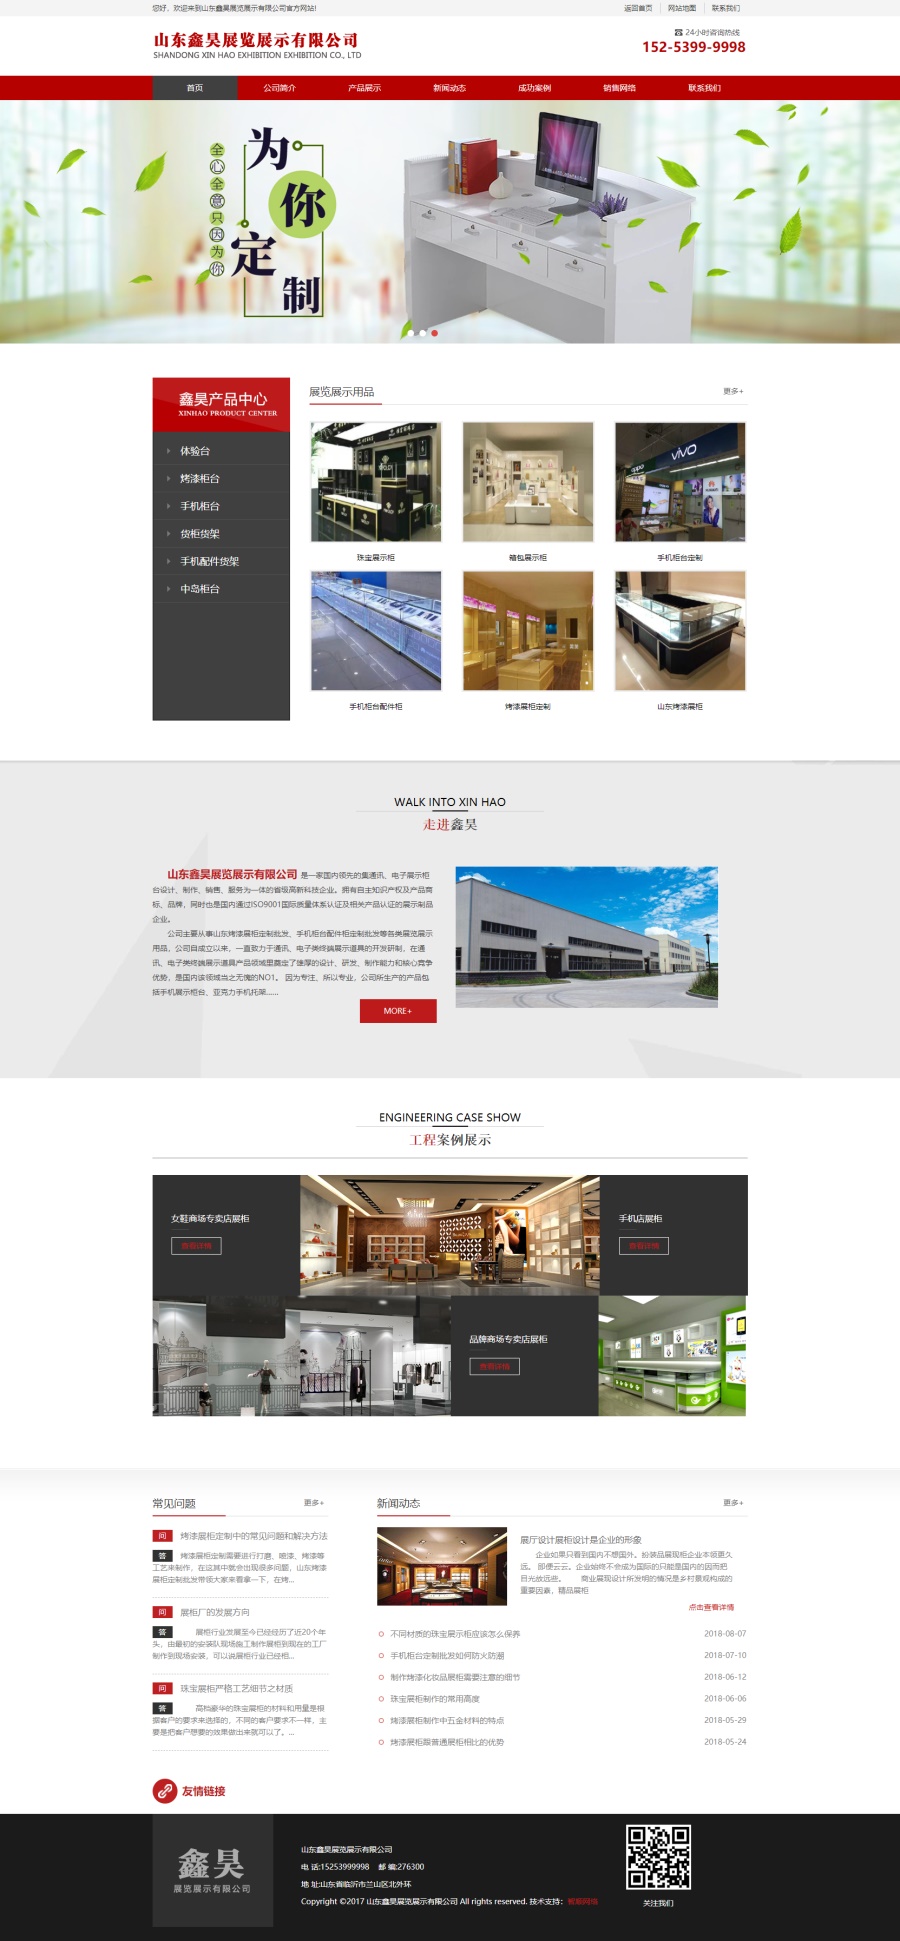 您好，欢迎来到山东鑫昊展览展示有限公司官方网站!
返回首页 网站地图 联系我们
山东鑫昊展览展示有限公司
SHANDONG XIN HAO EXHIBITION EXHIBITION CO., LTD
24小时咨询热线
152-5399-9998
首页 公司简介 产品展示 新闻动态 成功案例 销售网络 联系我们
全心全意只因为你
为你定制
鑫昊产品中心
XINHAO PRODUCT CENTER
体验台
烤漆柜台
手机柜台
货柜货架
手机配件货架
中岛柜台
展览展示用品
更多+
vivo
oppo
珠宝展示柜 箱包展示柜 手机柜台定制
手机柜台配件柜 烤漆展柜定制 山东烤漆展柜
WALK INTO XIN HAO
走进鑫昊
山东鑫昊展览展示有限公司 是一家国内领先的集通讯、电子展示柜
台设计、制作、销售、服务为一体的省级高新科技企业。拥有自主知识产权及产品商
标、品牌，同时也是国内通过ISO9001国际质量体系认证及相关产品认证的展示制品
企业。
公司主要从事山东烤漆展柜定制批发、手机柜台配件柜定制批发等各类展览展示
用品，公司自成立以来，一直致力于通讯、电子类终端展示道具的开发研制，在通
讯、电子类终端展示道具产品领域里奠定了雄厚的设计、研发、制作能力和核心竞争
优势，是国内该领域当之无愧的NO1。 因为专注，所以专业，公司所生产的产品包
括手机展示柜台、亚克力手机托架......
MORE+
ENGINEERING CASE SHOW
工程案例展示
女鞋商场专卖店展柜
查看详情
手机店展柜
查看详情
品牌商场专卖店展柜
查看详情
常见问题
更多+
问 烤漆展柜定制中的常见问题和解决方法
答 烤漆展柜定制需要进行打磨、喷漆、烤漆等
工艺来制作，在这其中就会出现很多问题，山东烤漆
展柜定制批发带领大家来看拿一下，在烤...
问 展柜厂的发展方向
答 展柜行业发展至今已经经历了近20个年
头，由最初的安装队现场施工制作展柜到现在的工厂
制作到现场安装，可以说展柜行业已经相...
问 珠宝展柜严格工艺细节之材质
答 高档豪华的珠宝展柜的材料和用量是根
据客户的要求来选择的，不同的客户要求不一样，主
要是把客户想要的效果做出来就可以了。...
新闻动态
更多+
展厅设计展柜设计是企业的形象
企业如果只看到国内不想国外。扮装品展现柜企业本领更久
远。 即便云云。企业始终不会成为国际的只能是国内的因而把
目光放远些。 商业展现设计所发明的情况是乡村景观构成的
重要因素，精品展柜
点击查看详情
不同材质的珠宝展示柜应该怎么保养 2018-08-07
手机柜台定制批发如何防火防潮 2018-07-10
制作烤漆化妆品展柜需要注意的细节 2018-06-12
珠宝展柜制作的常用高度 2018-06-06
烤漆展柜制作中五金材料的特点 2018-05-29
烤漆展柜跟普通展柜相比的优势 2018-05-24
友情链接
鑫昊
展览展示有限公司
山东鑫昊展览展示有限公司
电 话:15253999998 邮 编:276300
地 址:山东省临沂市兰山区北外环
Copyright ©2017 山东鑫昊展览展示有限公司 All rights reserved. 技术支持：
关注我们